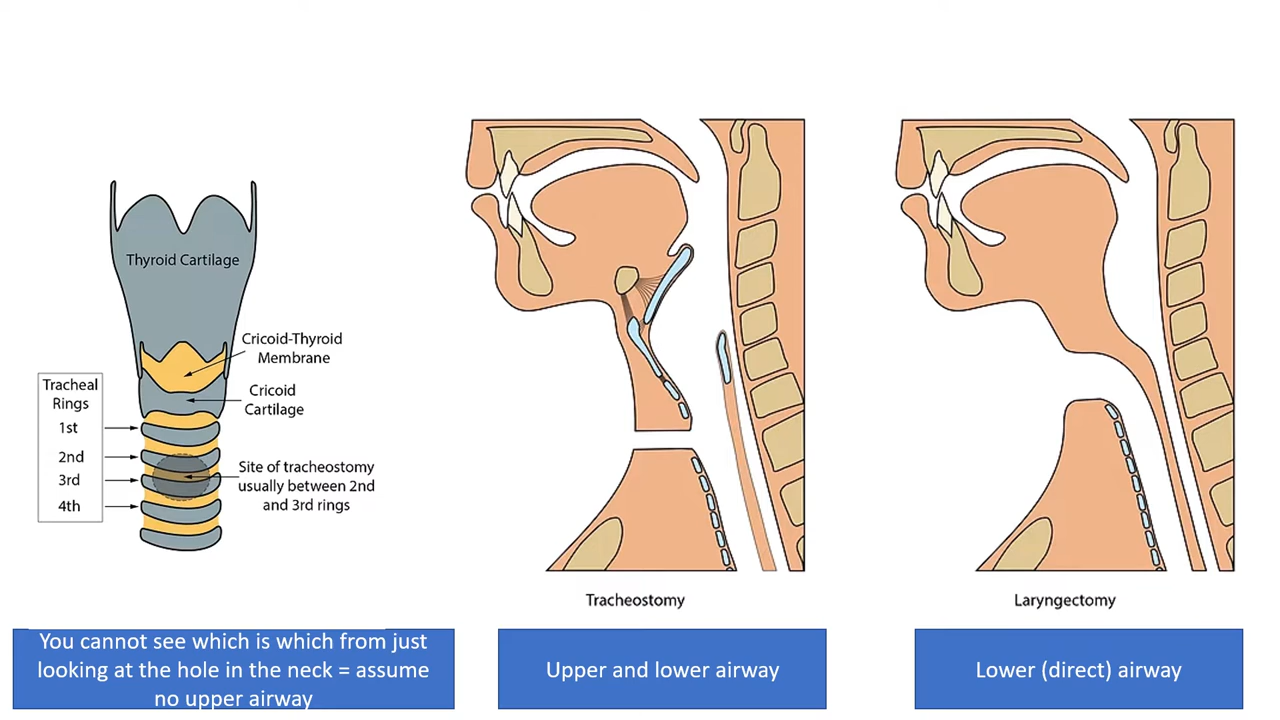 Thyroid Cartilage
Cricoid-Thyroid
Membrane
Cricoid
Cartilage
Tracheal
Rings
1st
2nd
3rd
4th
Site of tracheostomy
usually between 2nd
and 3rd rings
Tracheostomy
Laryngectomy
You cannot see which is which from just
looking at the hole in the neck = assume
no upper airway
Upper and lower airway
Lower (direct) airway